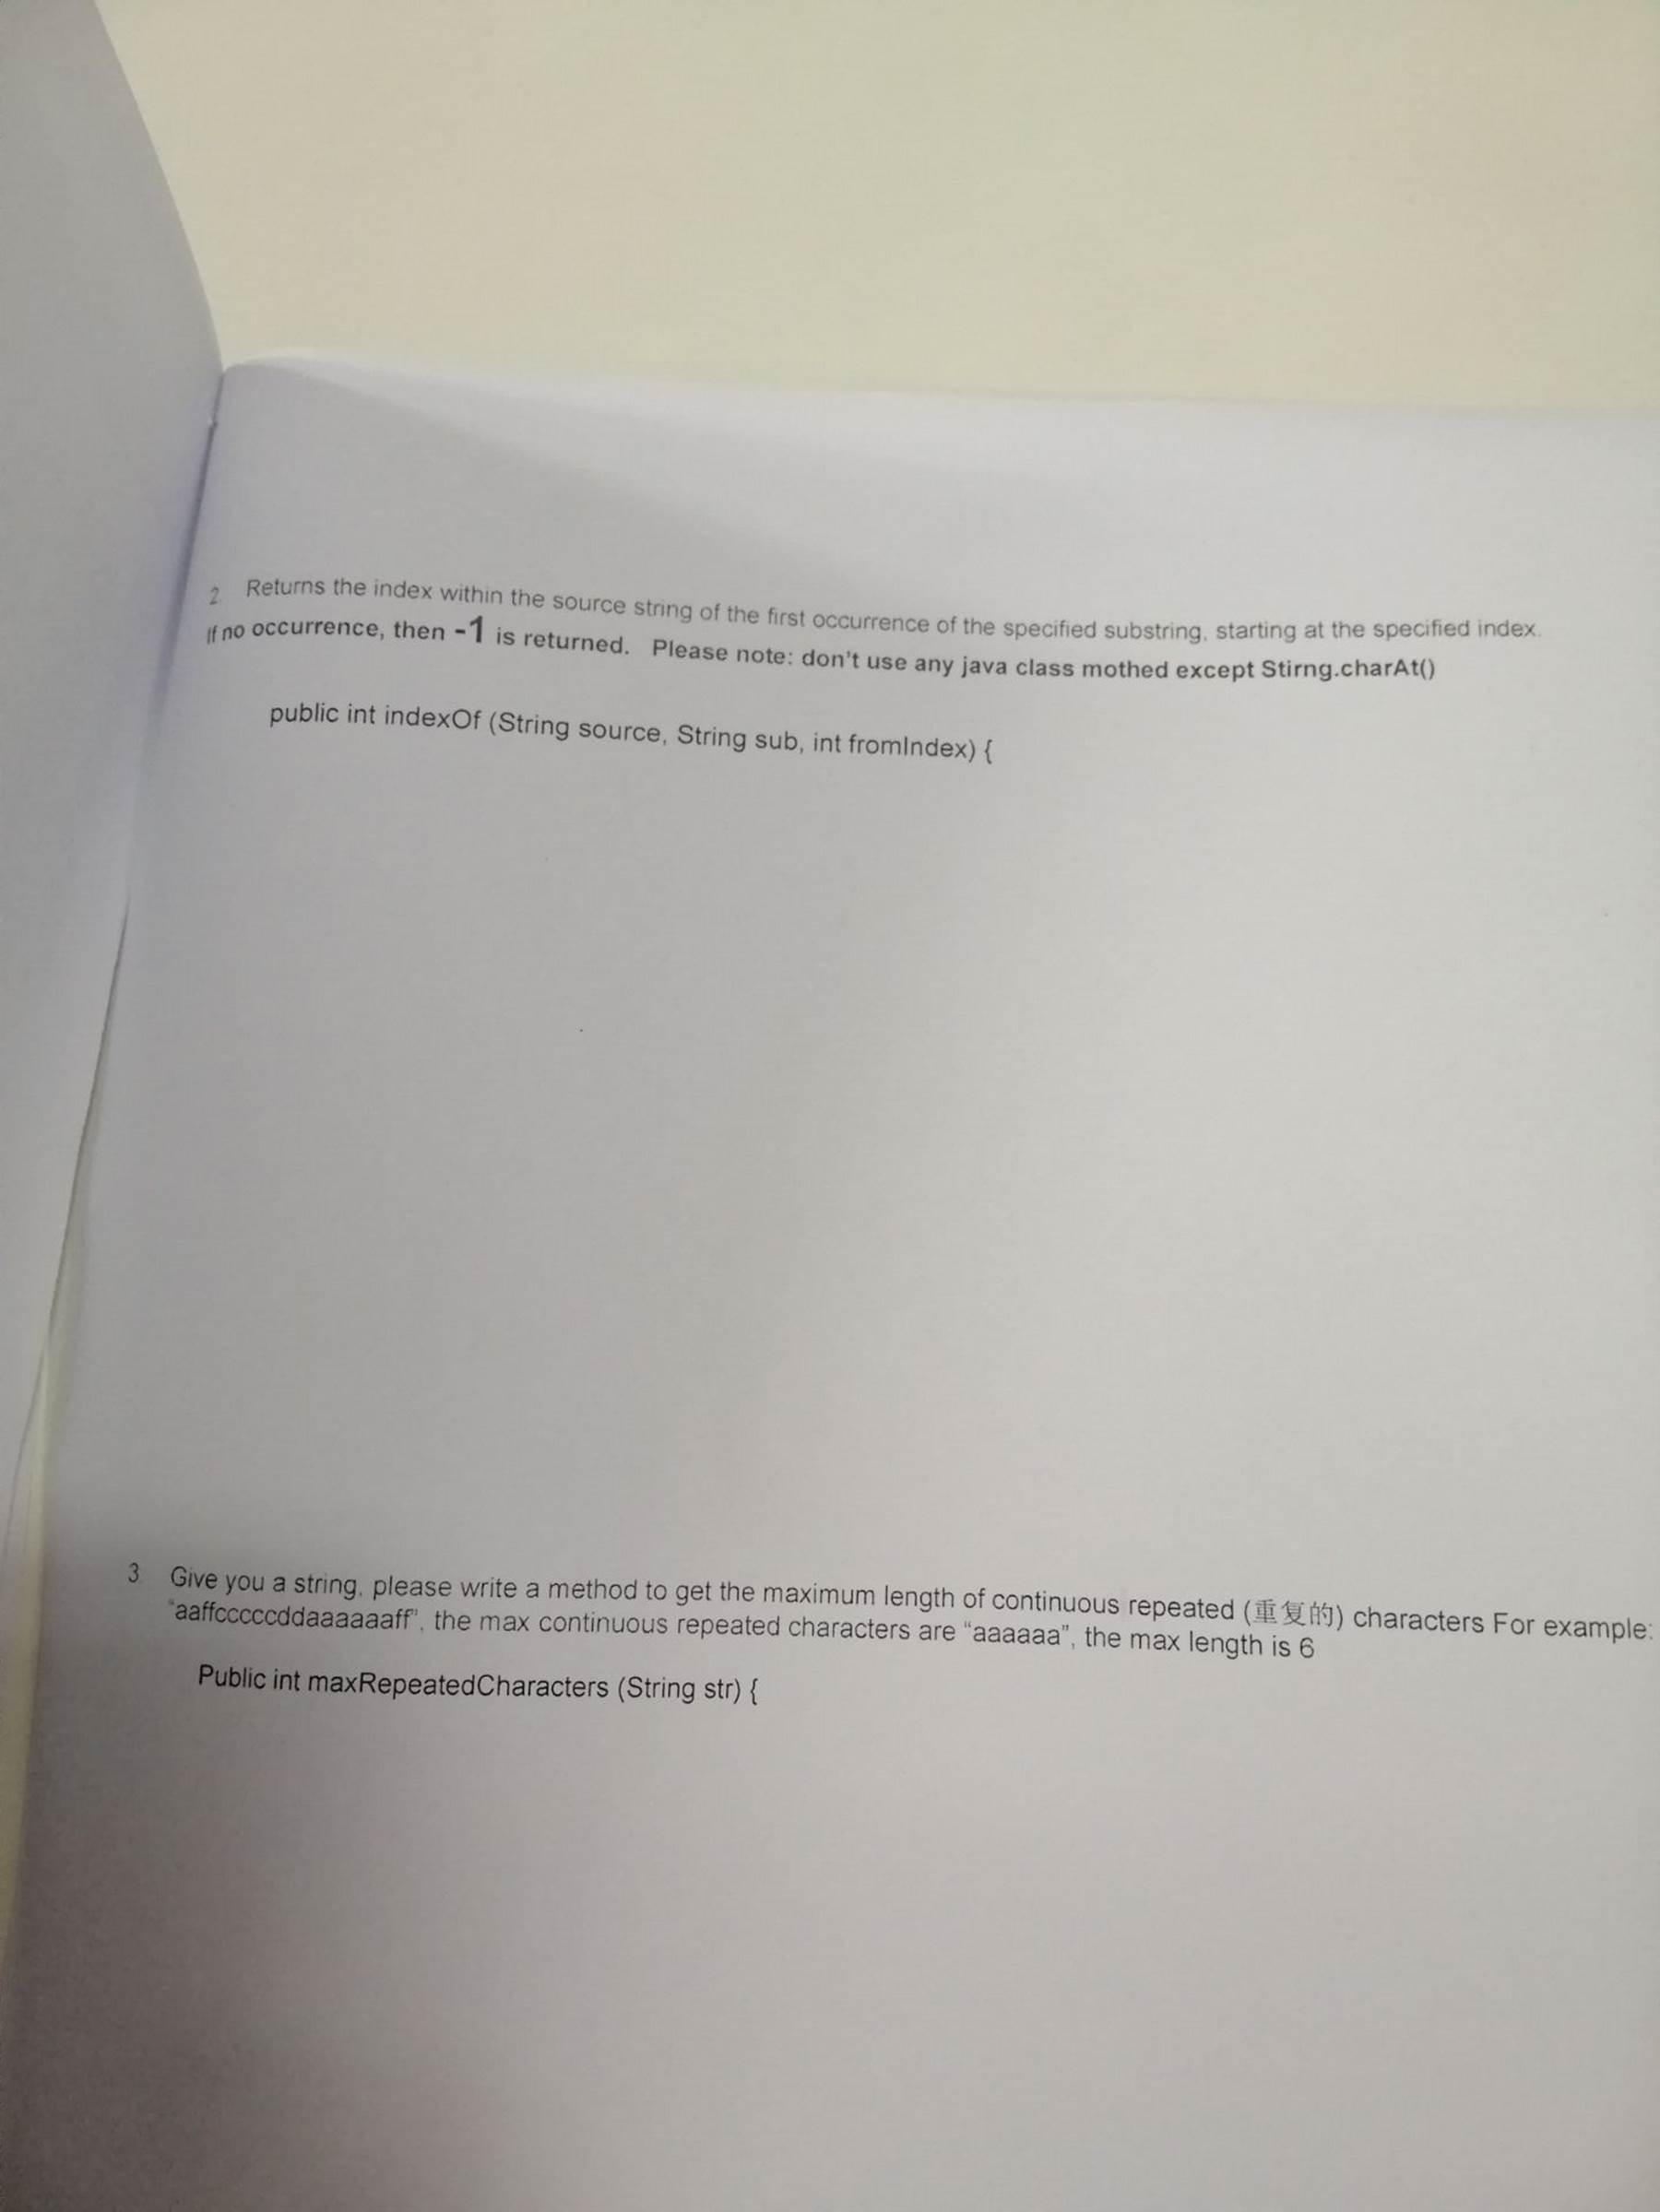 2 Returns the index within the source string of the first occurrence of the specified substring, starting at the specified index.
If no occurrence, then -1 is returned. Please note: don't use any java class mothed except Stirng.charAt()
public int indexOf (String source, String sub, int fromIndex) {
3 Give you a string, please write a method to get the maximum length of continuous repeated (重复的) characters For example:
"aaffcccccddaaaaaaff", the max continuous repeated characters are "aaaaaa", the max length is 6
Public int maxRepeatedCharacters (String str) {